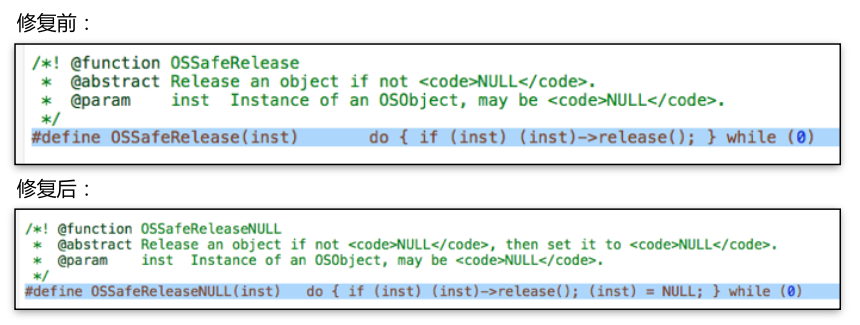 修复前：
/*! @function OSSafeRelease
 *  @abstract Release an object if not <code>NULL</code>.
 *  @param    inst  Instance of an OSObject, may be <code>NULL</code>.
 */
#define OSSafeRelease(inst)       do { if (inst) (inst)->release(); } while (0)
修复后：
/*! @function OSSafeReleaseNULL
 *  @abstract Release an object if not <code>NULL</code>, then set it to <code>NULL</code>.
 *  @param    inst  Instance of an OSObject, may be <code>NULL</code>.
 */
#define OSSafeReleaseNULL(inst)   do { if (inst) (inst)->release(); (inst) = NULL; } while (0)